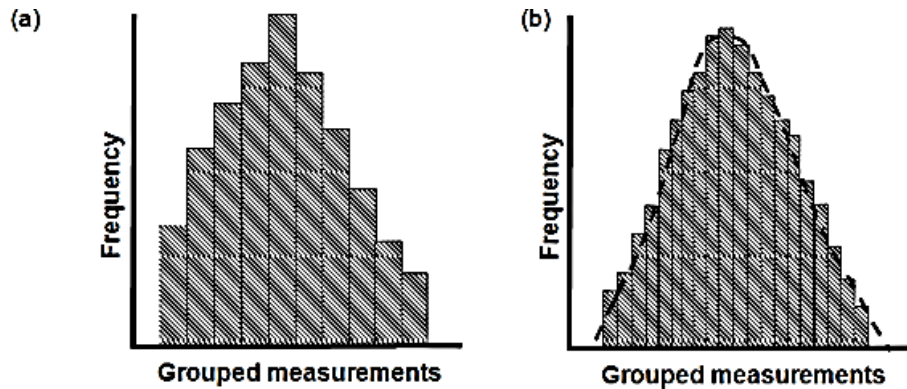 (a)
Frequency
Grouped measurements
(b)
Frequency
Grouped measurements